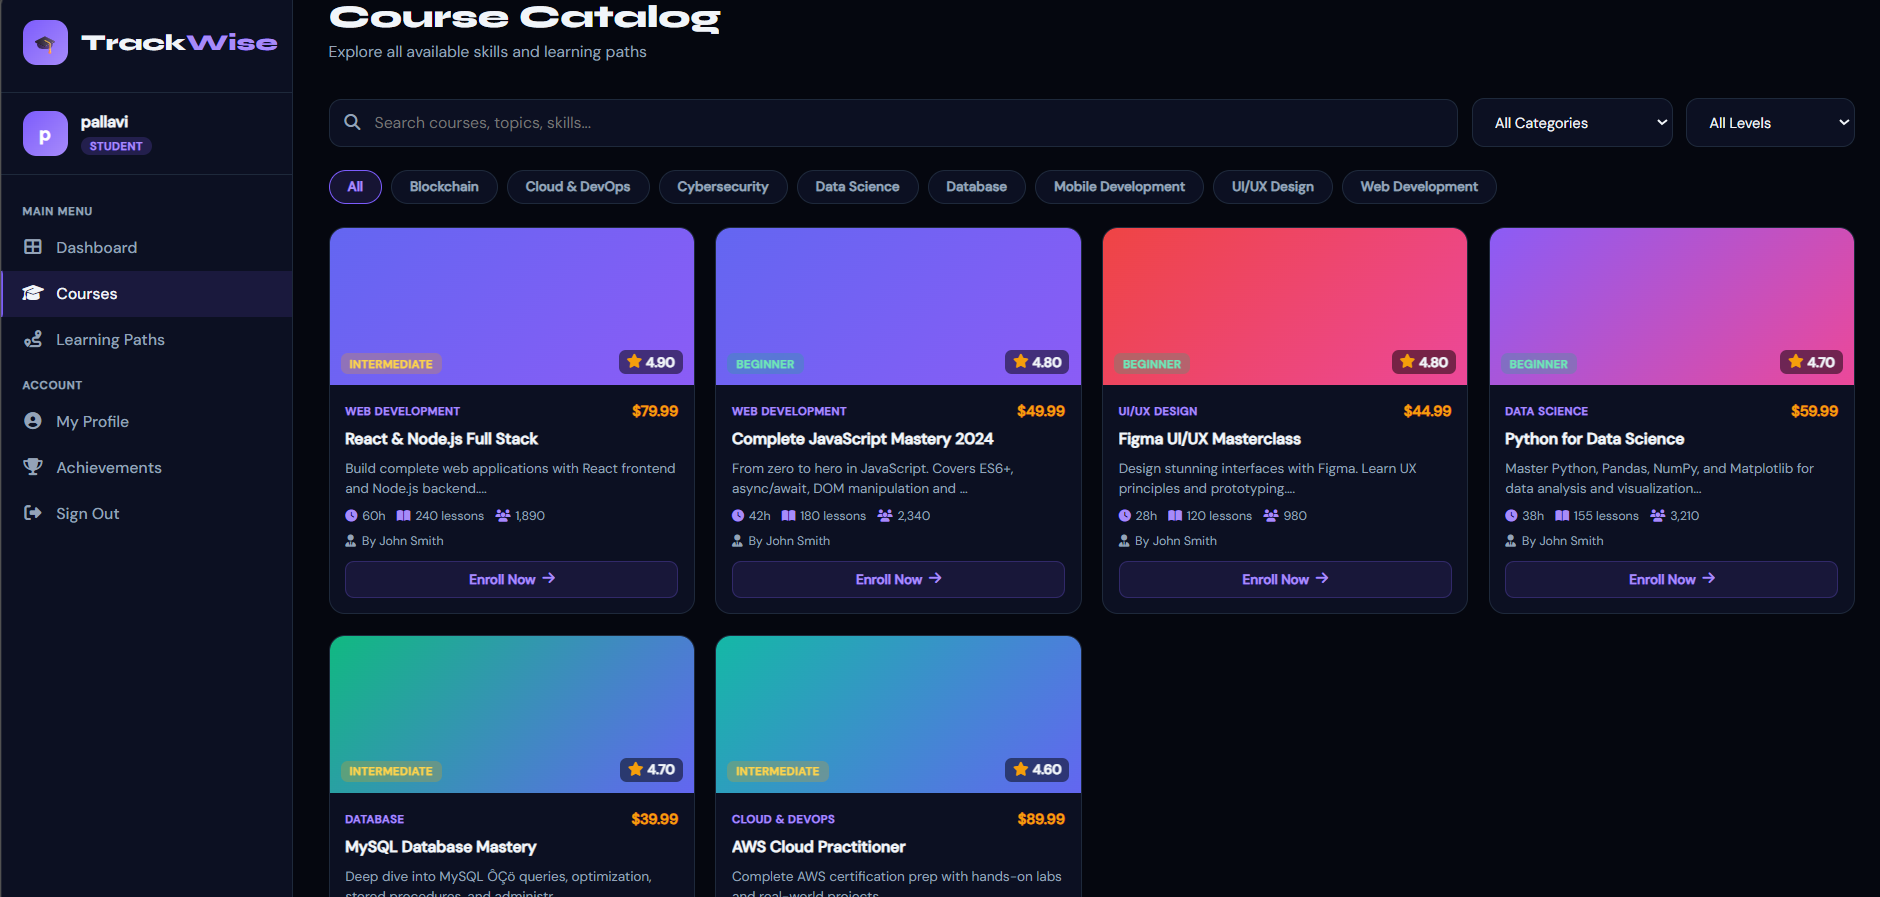 TrackWise
p
pallavi
STUDENT
MAIN MENU
Dashboard
Courses
Learning Paths
ACCOUNT
My Profile
Achievements
Sign Out
Course Catalog
Explore all available skills and learning paths
Search courses, topics, skills...
All Categories
All Levels
All
Blockchain
Cloud & DevOps
Cybersecurity
Data Science
Database
Mobile Development
UI/UX Design
Web Development
INTERMEDIATE
4.90
WEB DEVELOPMENT
$79.99
React & Node.js Full Stack
Build complete web applications with React frontend
and Node.js backend....
60h
240 lessons
1,890
By John Smith
Enroll Now →
BEGINNER
4.80
WEB DEVELOPMENT
$49.99
Complete JavaScript Mastery 2024
From zero to hero in JavaScript. Covers ES6+,
async/await, DOM manipulation and ...
42h
180 lessons
2,340
By John Smith
Enroll Now →
BEGINNER
4.80
UI/UX DESIGN
$44.99
Figma UI/UX Masterclass
Design stunning interfaces with Figma. Learn UX
principles and prototyping....
28h
120 lessons
980
By John Smith
Enroll Now →
BEGINNER
4.70
DATA SCIENCE
$59.99
Python for Data Science
Master Python, Pandas, NumPy, and Matplotlib for
data analysis and visualization...
38h
155 lessons
3,210
By John Smith
Enroll Now →
INTERMEDIATE
4.70
DATABASE
$39.99
MySQL Database Mastery
Deep dive into MySQL ÔÇö queries, optimization,
stored procedures, and administr...
INTERMEDIATE
4.60
CLOUD & DEVOPS
$89.99
AWS Cloud Practitioner
Complete AWS certification prep with hands-on labs
and real-world projects...